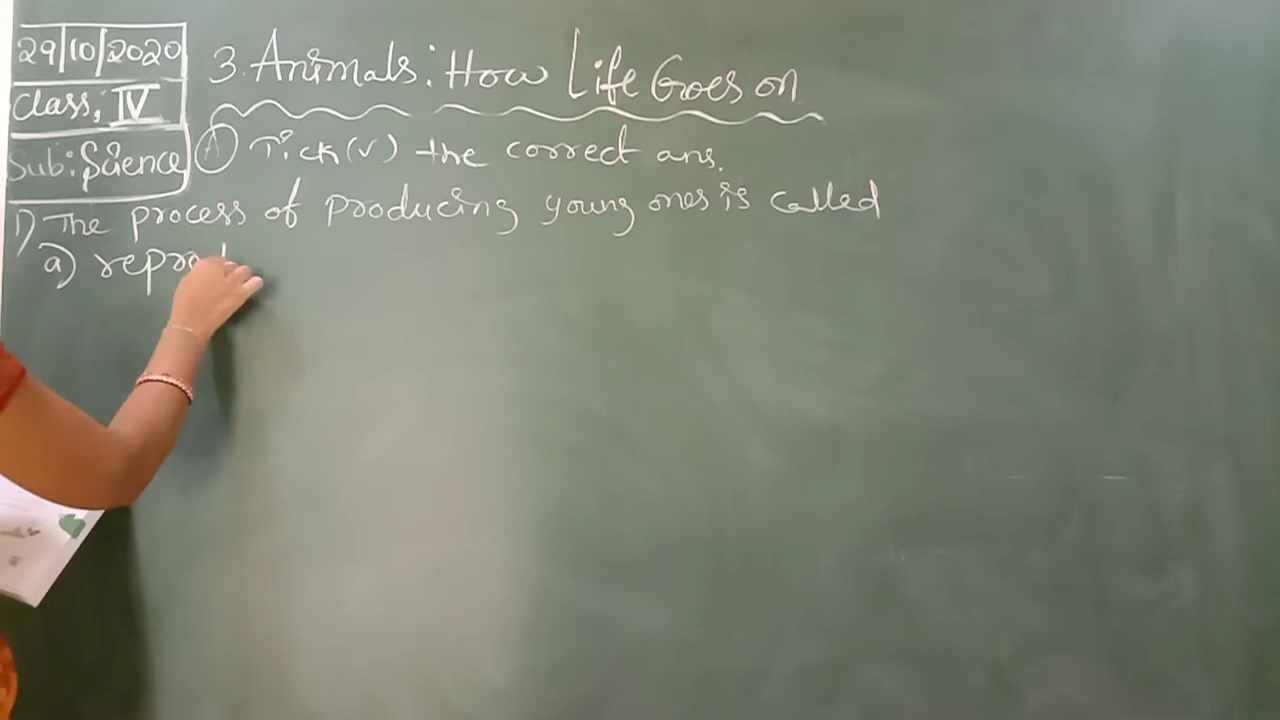 29/10/2020
Class: IV
Sub: Science
3. Animals: How Life Goes on
A Tick (✓) the correct ans.
1) The process of producing young ones is called
a)